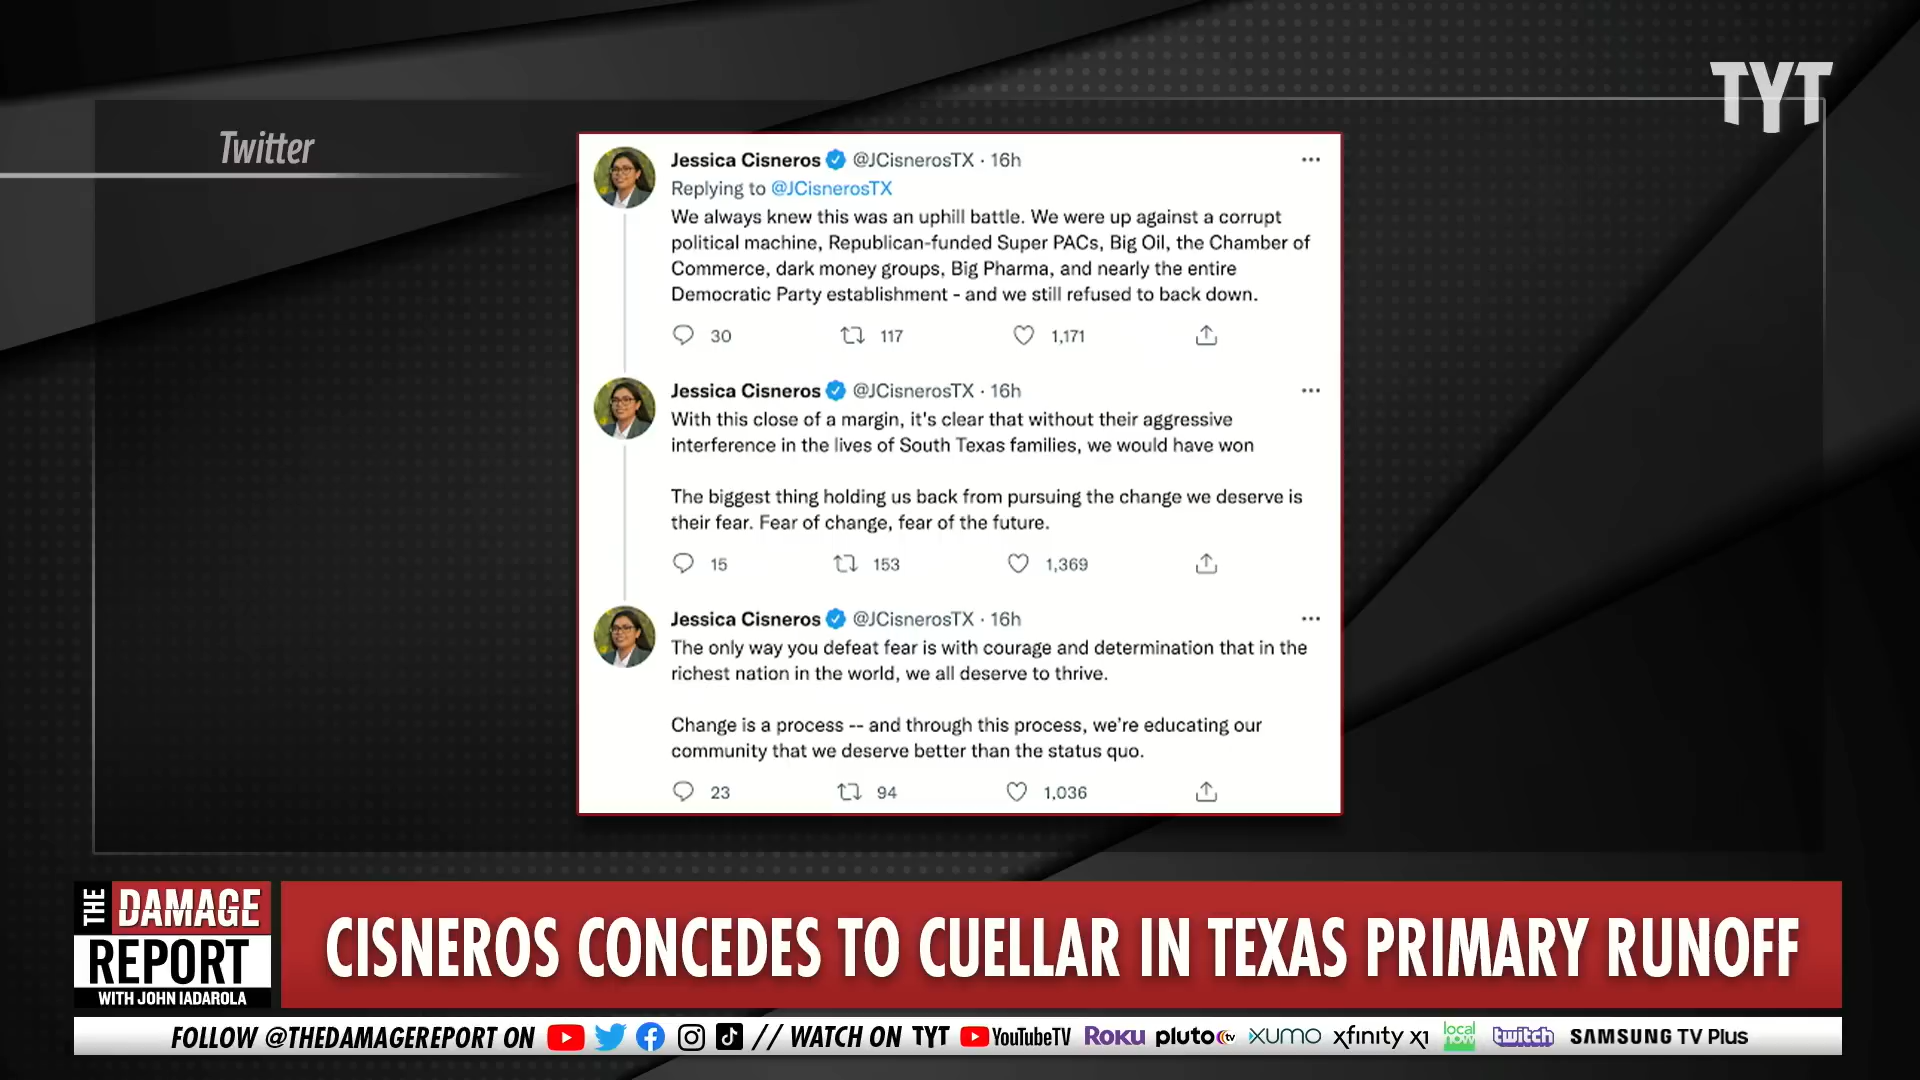 TYT
Twitter
Jessica Cisneros @JCisnerosTX · 16h
Replying to @JCisnerosTX
We always knew this was an uphill battle. We were up against a corrupt
political machine, Republican-funded Super PACs, Big Oil, the Chamber of
Commerce, dark money groups, Big Pharma, and nearly the entire
Democratic Party establishment - and we still refused to back down.
30 117 1,171
Jessica Cisneros @JCisnerosTX · 16h
With this close of a margin, it's clear that without their aggressive
interference in the lives of South Texas families, we would have won
The biggest thing holding us back from pursuing the change we deserve is
their fear. Fear of change, fear of the future.
15 153 1,369
Jessica Cisneros @JCisnerosTX · 16h
The only way you defeat fear is with courage and determination that in the
richest nation in the world, we all deserve to thrive.
Change is a process -- and through this process, we're educating our
community that we deserve better than the status quo.
23 94 1,036
THE DAMAGE
REPORT
WITH JOHN IADAROLA
CISNEROS CONCEDES TO CUELLAR IN TEXAS PRIMARY RUNOFF
FOLLOW @THEDAMAGEREPORT ON // WATCH ON TYT YouTubeTV ROKU pluto tv XUMO xfinity X1 local now twitch SAMSUNG TV Plus